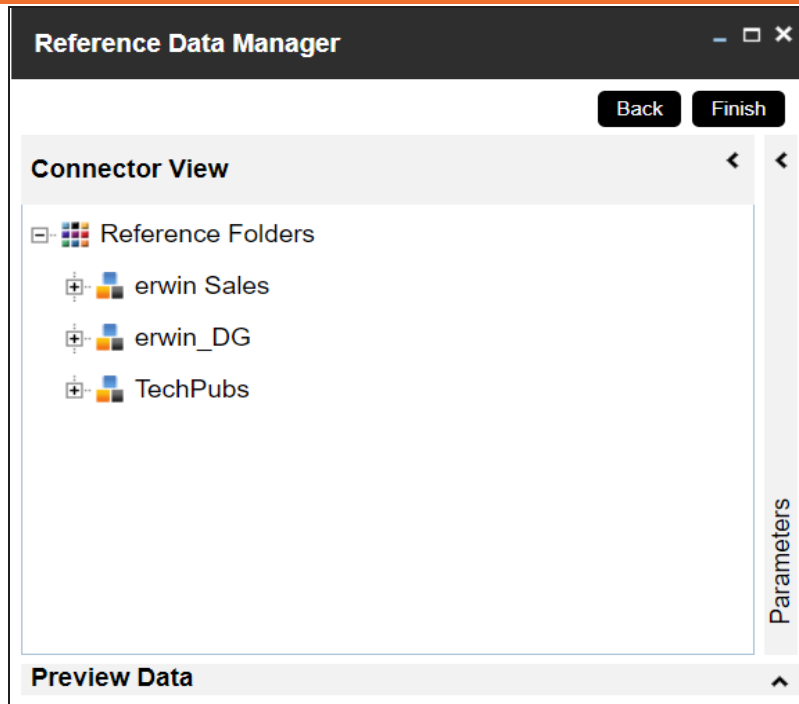 Reference Data Manager
Back Finish
Connector View
Reference Folders
erwin Sales
erwin_DG
TechPubs
Parameters
Preview Data